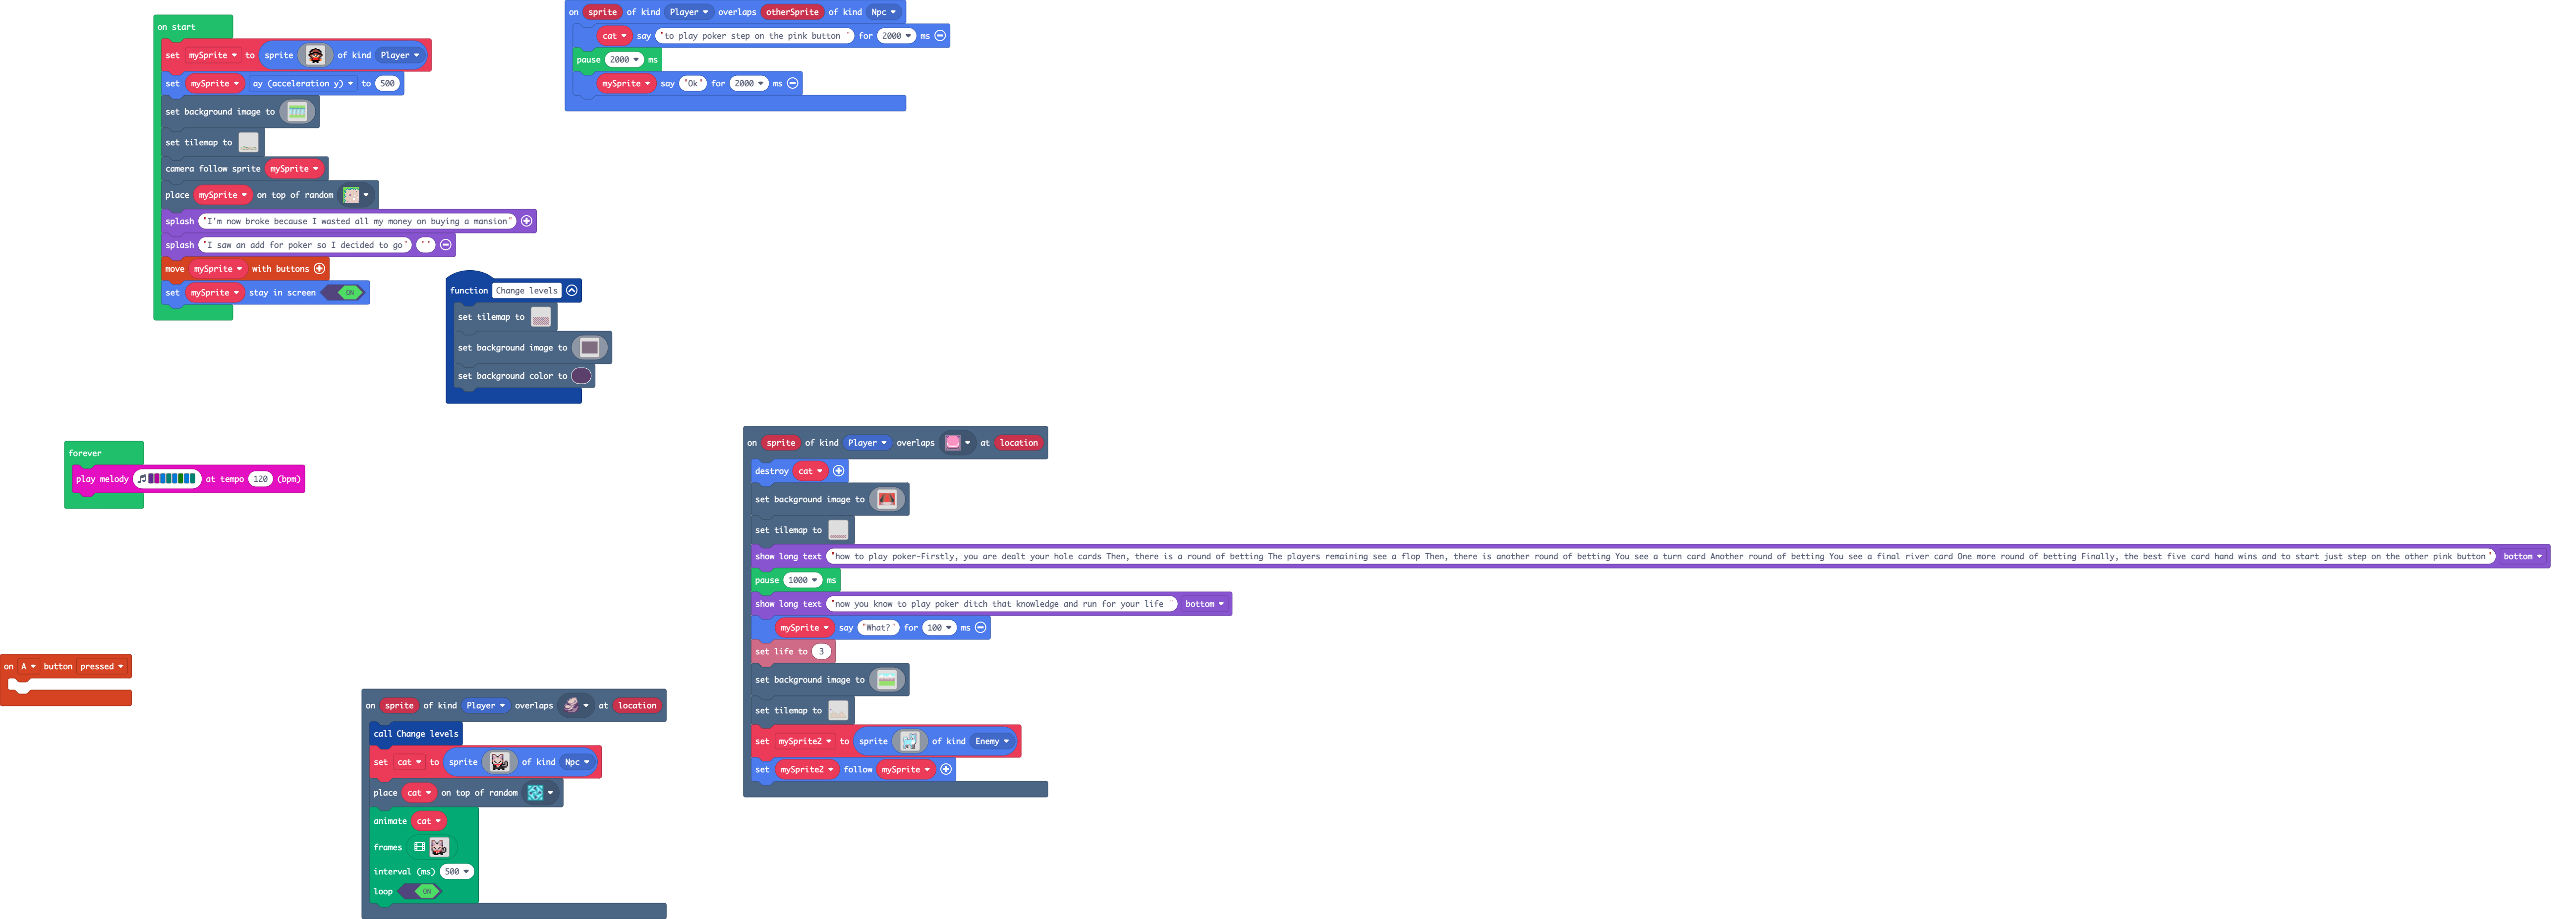 on start
set mySprite to sprite of kind Player
set mySprite ay (acceleration y) to 500
set background image to
set tilemap to
camera follow sprite mySprite
place mySprite on top of random
splash "I'm now broke because I wasted all my money on buying a mansion"
splash "I saw an add for poker so I decided to go" ""
move mySprite with buttons
set mySprite stay in screen ON
on sprite of kind Player overlaps otherSprite of kind Npc
cat say "to play poker step on the pink button " for 2000 ms
pause 2000 ms
mySprite say "Ok" for 2000 ms
function Change levels
set tilemap to
set background image to
set background color to
forever
play melody at tempo 120 (bpm)
on sprite of kind Player overlaps at location
destroy cat
set background image to
set tilemap to
show long text "how to play poker-Firstly, you are dealt your hole cards Then, there is a round of betting The players remaining see a flop Then, there is another round of betting You see a turn card Another round of betting You see a final river card One more round of betting Finally, the best five card hand wins and to start just step on the other pink button" bottom
pause 1000 ms
show long text "now you know to play poker ditch that knowledge and run for your life " bottom
mySprite say "What?" for 100 ms
set life to 3
set background image to
set tilemap to
set mySprite2 to sprite of kind Enemy
set mySprite2 follow mySprite
on A button pressed
on sprite of kind Player overlaps at location
call Change levels
set cat to sprite of kind Npc
place cat on top of random
animate cat
frames
interval (ms) 500
loop ON